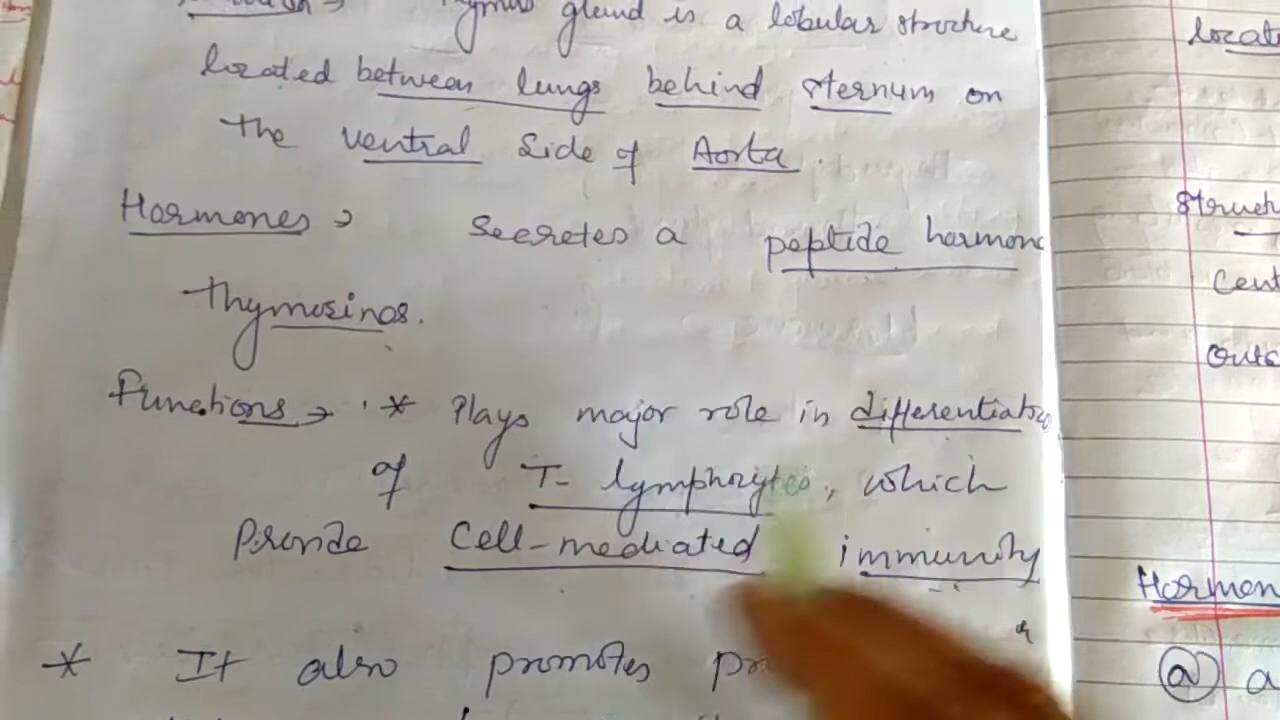 gland is a lobular structure
located between lungs behind sternum on
the ventral side of Aorta
Hormones → Secretes a peptide hormone
Thymosins.
Functions → * Plays major role in differentiation
of T- lymphocytes, which
Provide Cell-mediated immunity
* It also promotes
Hormon
(a) a